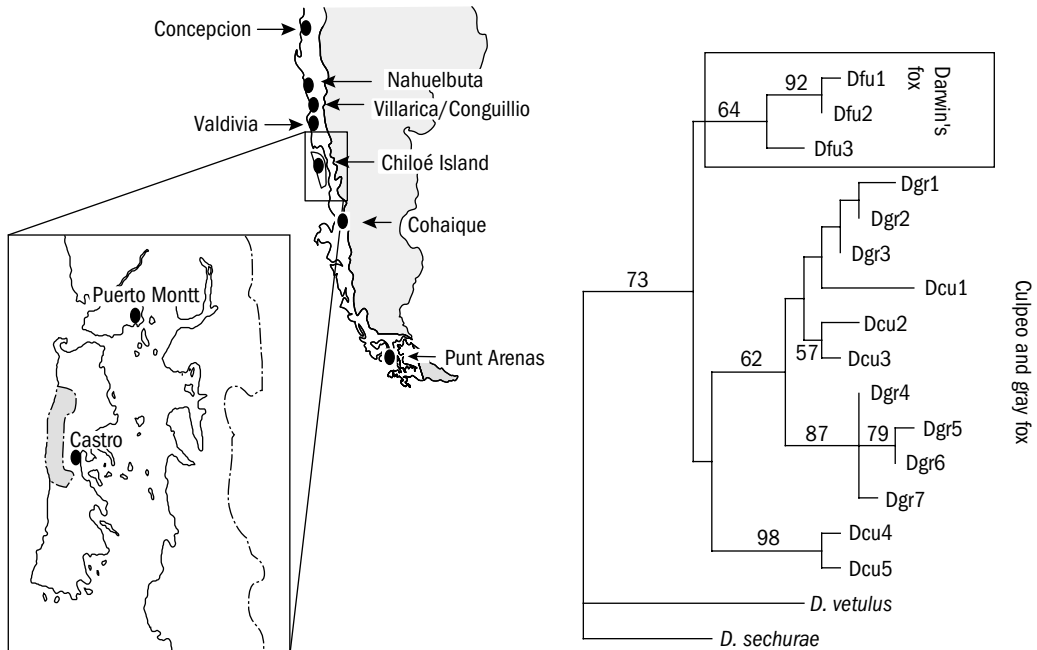 Concepcion
Nahuelbuta
Villarica/Conguillio
Valdivia
Chiloé Island
Cohaique
Punt Arenas
Puerto Montt
Castro
Darwin's
fox
92
Dfu1
Dfu2
64
Dfu3
Dgr1
Dgr2
Dgr3
73
Dcu1
Dcu2
57
Dcu3
62
Dgr4
87
79
Dgr5
Dgr6
Dgr7
98
Dcu4
Dcu5
Culpeo and gray fox
D. vetulus
D. sechurae